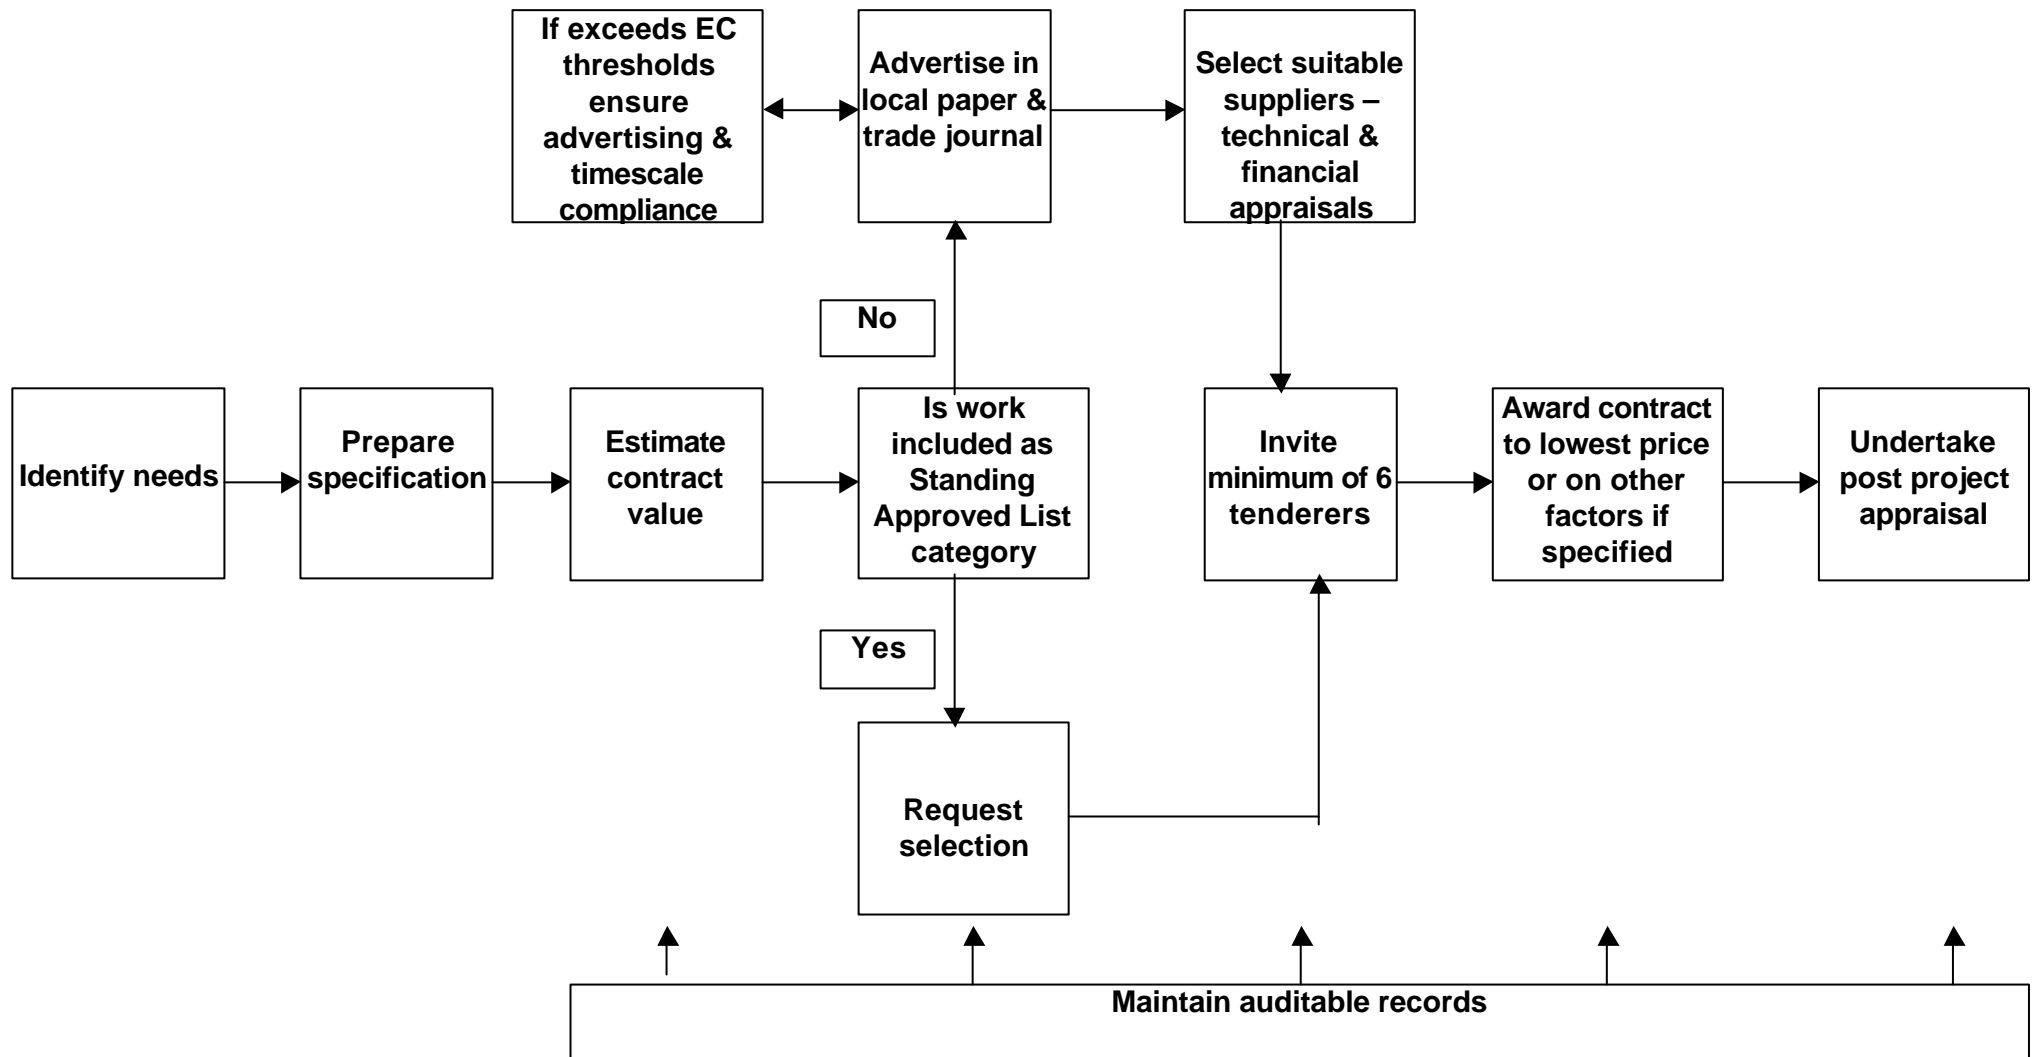 If exceeds EC
thresholds
ensure
advertising &
timescale
compliance
Advertise in
local paper &
trade journal
Select suitable
suppliers –
technical &
financial
appraisals
No
Identify needs
Prepare
specification
Estimate
contract
value
Is work
included as
Standing
Approved List
category
Invite
minimum of 6
tenderers
Award contract
to lowest price
or on other
factors if
specified
Undertake
post project
appraisal
Yes
Request
selection
Maintain auditable records